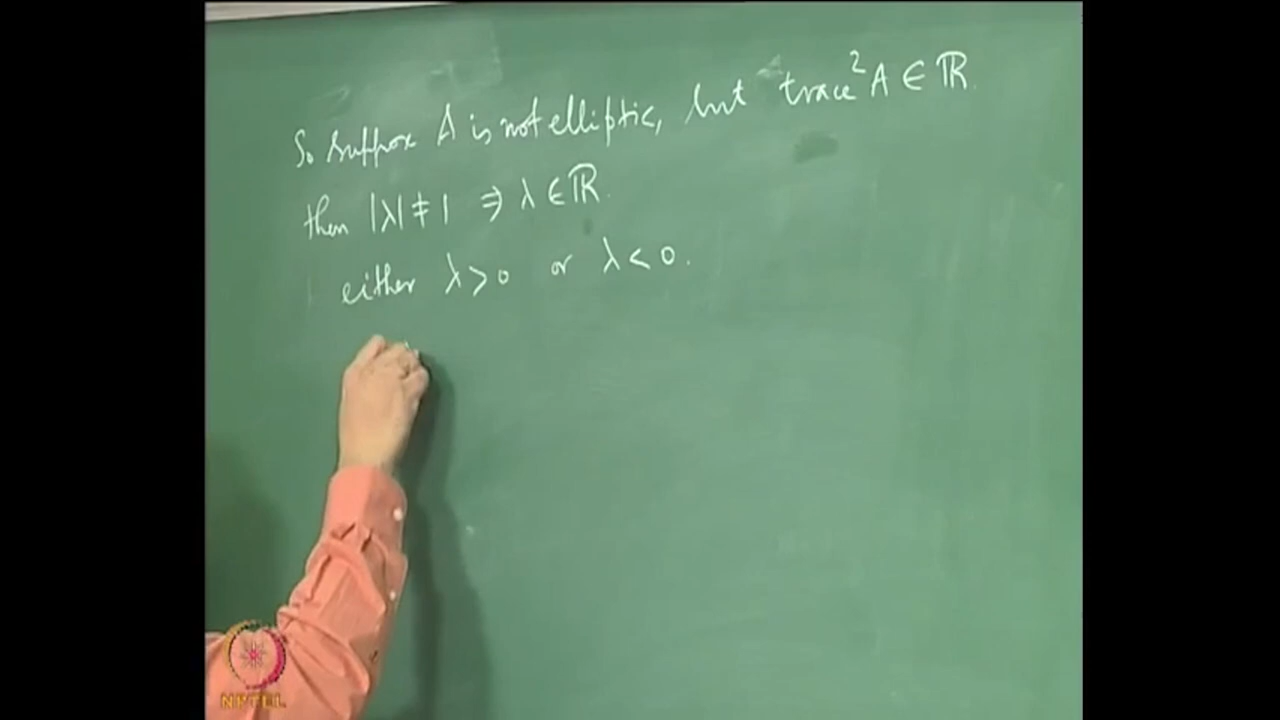 So suppose A is not elliptic, but trace² A ∈ ℝ.
then |λ| ≠ 1 ⇒ λ ∈ ℝ.
either λ > 0 or λ < 0.
NPTEL